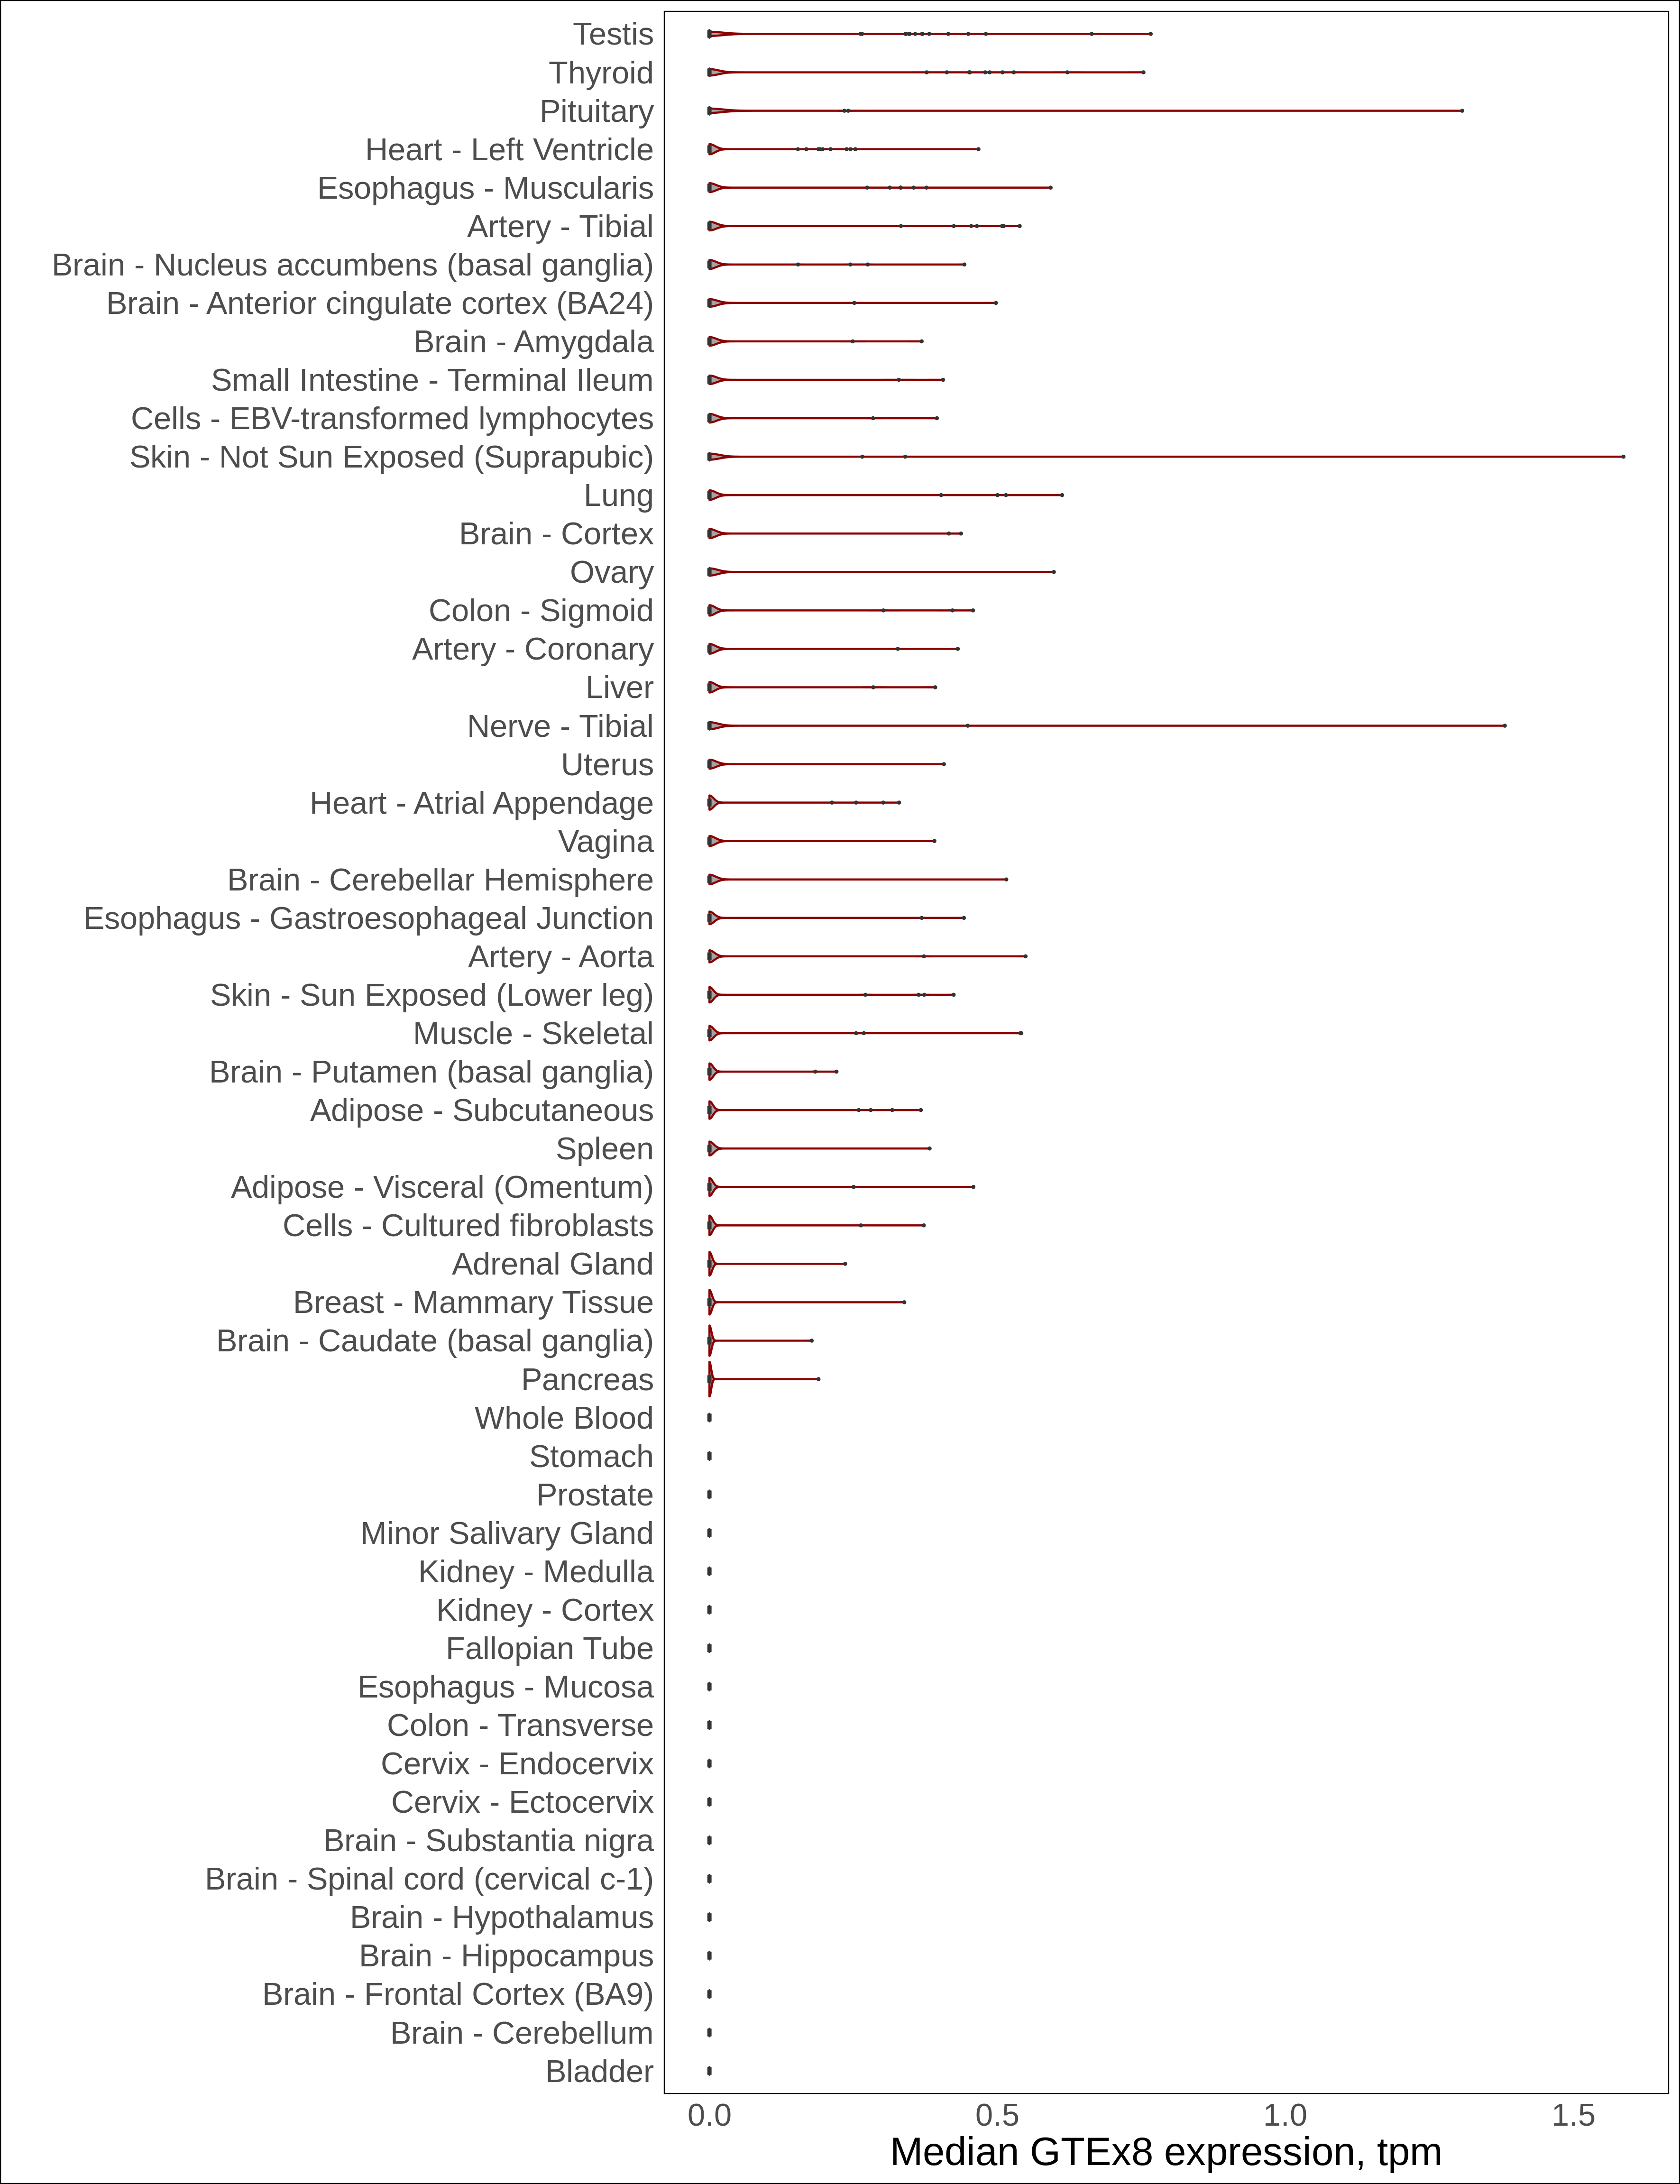 Testis
Thyroid
Pituitary
Heart - Left Ventricle
Esophagus - Muscularis
Artery - Tibial
Brain - Nucleus accumbens (basal ganglia)
Brain - Anterior cingulate cortex (BA24)
Brain - Amygdala
Small Intestine - Terminal Ileum
Cells - EBV-transformed lymphocytes
Skin - Not Sun Exposed (Suprapubic)
Lung
Brain - Cortex
Ovary
Colon - Sigmoid
Artery - Coronary
Liver
Nerve - Tibial
Uterus
Heart - Atrial Appendage
Vagina
Brain - Cerebellar Hemisphere
Esophagus - Gastroesophageal Junction
Artery - Aorta
Skin - Sun Exposed (Lower leg)
Muscle - Skeletal
Brain - Putamen (basal ganglia)
Adipose - Subcutaneous
Spleen
Adipose - Visceral (Omentum)
Cells - Cultured fibroblasts
Adrenal Gland
Breast - Mammary Tissue
Brain - Caudate (basal ganglia)
Pancreas
Whole Blood
Stomach
Prostate
Minor Salivary Gland
Kidney - Medulla
Kidney - Cortex
Fallopian Tube
Esophagus - Mucosa
Colon - Transverse
Cervix - Endocervix
Cervix - Ectocervix
Brain - Substantia nigra
Brain - Spinal cord (cervical c-1)
Brain - Hypothalamus
Brain - Hippocampus
Brain - Frontal Cortex (BA9)
Brain - Cerebellum
Bladder
0.0 0.5 1.0 1.5
Median GTEx8 expression, tpm